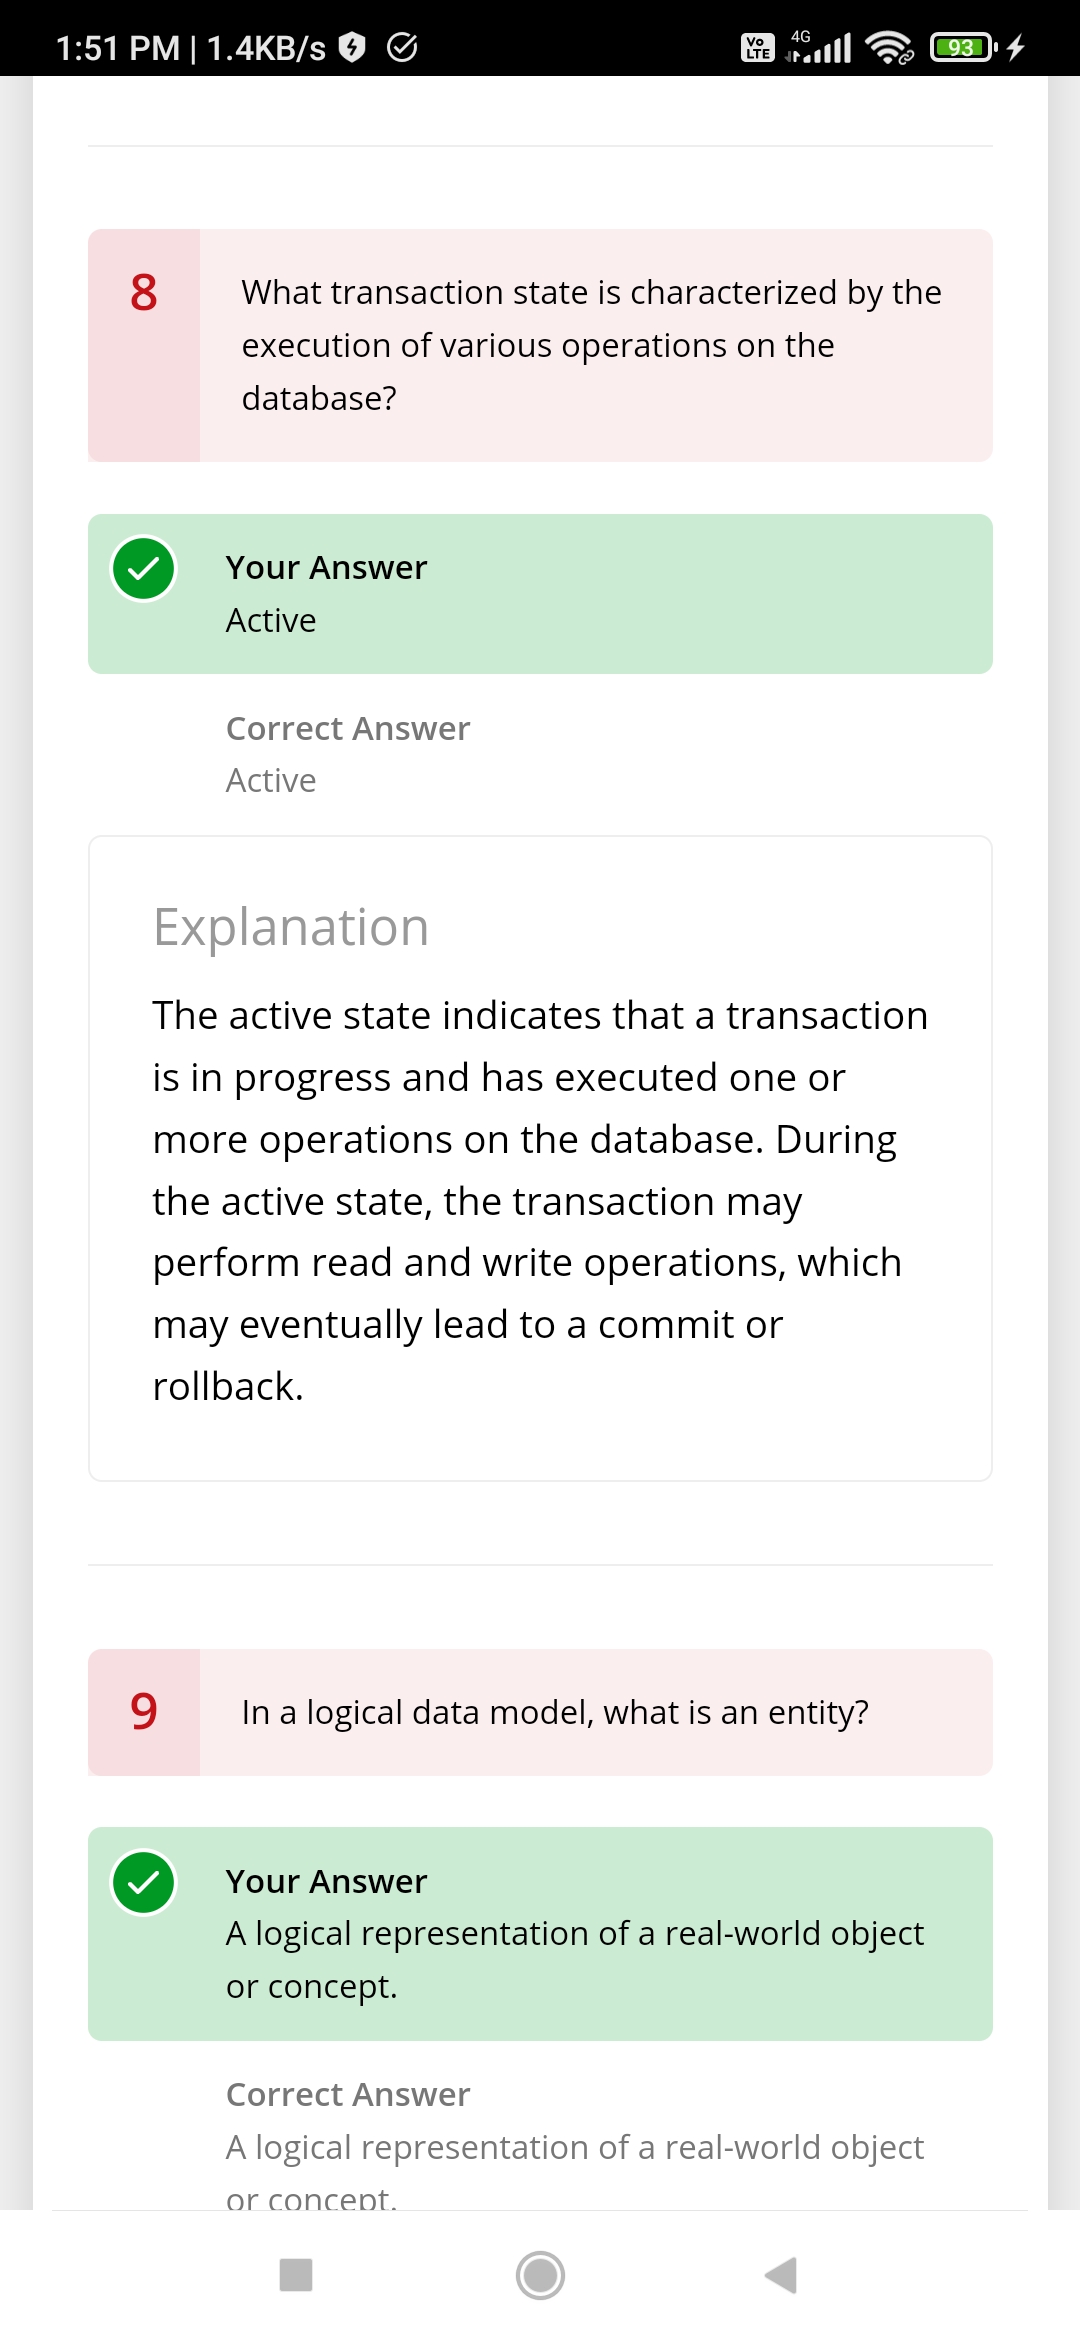 1:51 PM | 1.4KB/s
Vo LTE 4G 93
8
What transaction state is characterized by the
execution of various operations on the
database?
Your Answer
Active
Correct Answer
Active
Explanation
The active state indicates that a transaction
is in progress and has executed one or
more operations on the database. During
the active state, the transaction may
perform read and write operations, which
may eventually lead to a commit or
rollback.
9
In a logical data model, what is an entity?
Your Answer
A logical representation of a real-world object
or concept.
Correct Answer
A logical representation of a real-world object
or concept.